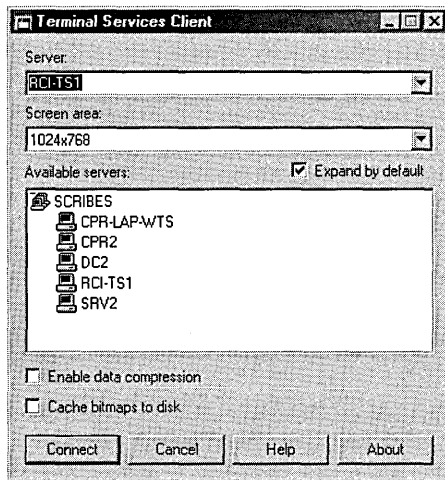 Terminal Services Client
Server:
RCI-TS1
Screen area:
1024x768
Available servers:
Expand by default
SCRIBES
CPR-LAP-WTS
CPR2
DC2
RCI-TS1
SRV2
Enable data compression
Cache bitmaps to disk
Connect Cancel Help About